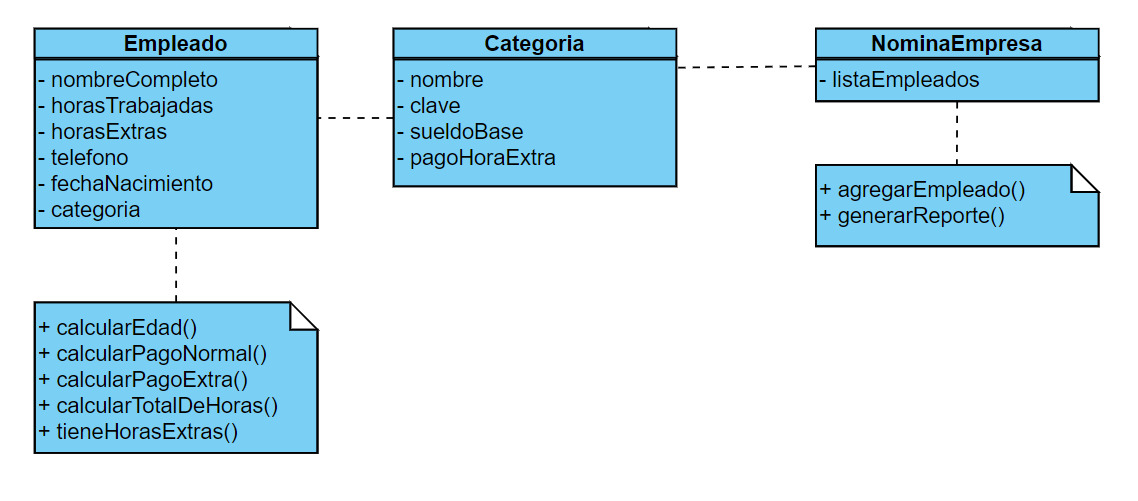 Empleado
- nombreCompleto
- horasTrabajadas
- horasExtras
- telefono
- fechaNacimiento
- categoria
+ calcularEdad()
+ calcularPagoNormal()
+ calcularPagoExtra()
+ calcularTotalDeHoras()
+ tieneHorasExtras()
Categoria
- nombre
- clave
- sueldoBase
- pagoHoraExtra
NominaEmpresa
- listaEmpleados
+ agregarEmpleado()
+ generarReporte()